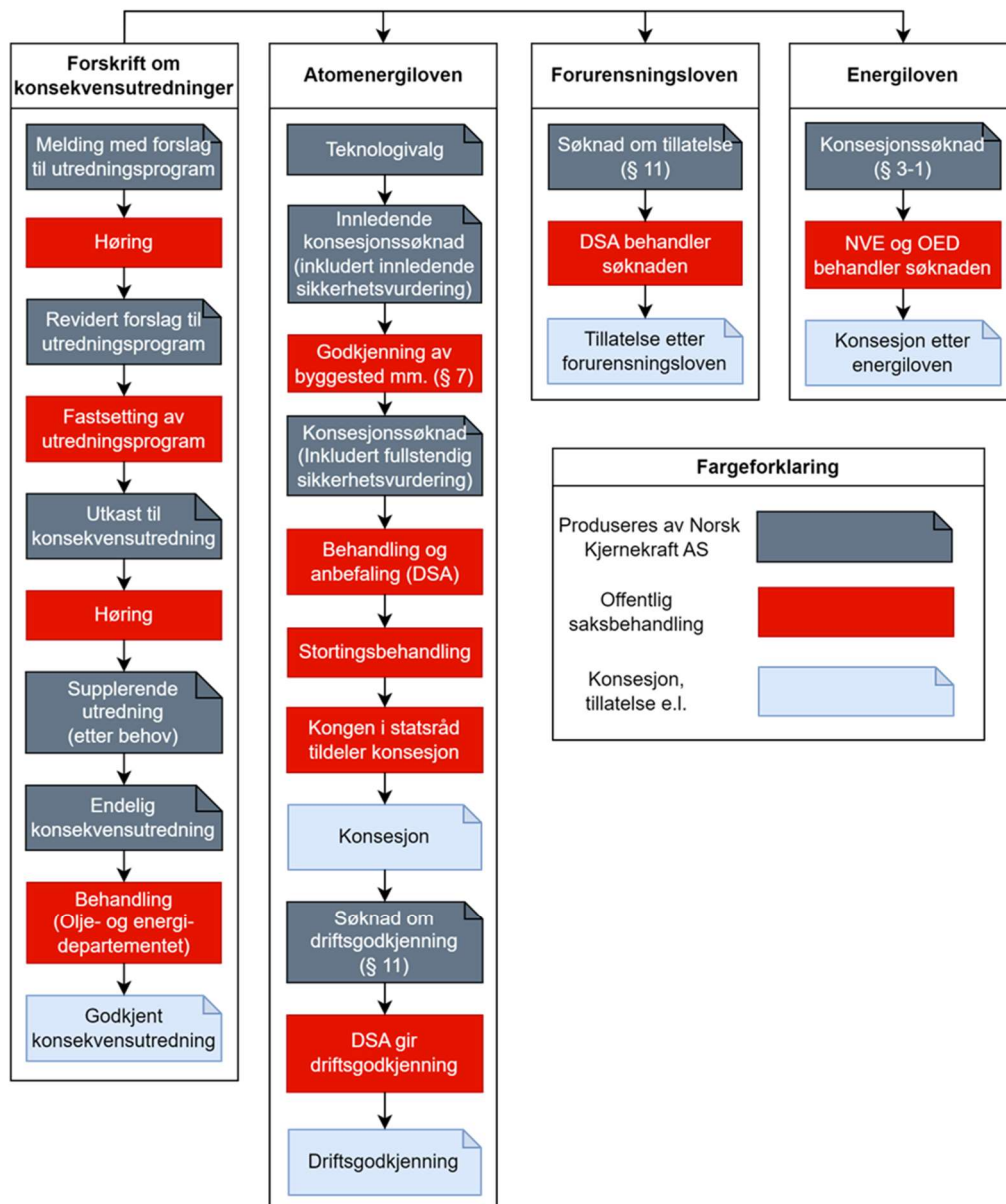 Forskrift om
konsekvensutredninger
Melding med forslag
til utredningsprogram
Høring
Revidert forslag til
utredningsprogram
Fastsetting av
utredningsprogram
Utkast til
konsekvensutredning
Høring
Supplerende
utredning
(etter behov)
Endelig
konsekvensutredning
Behandling
(Olje- og energi-
departementet)
Godkjent
konsekvensutredning
Atomenergiloven
Teknologivalg
Innledende
konsesjonssøknad
(inkludert innledende
sikkerhetsvurdering)
Godkjenning av
byggested mm. (§ 7)
Konsesjonssøknad
(Inkludert fullstendig
sikkerhetsvurdering)
Behandling og
anbefaling (DSA)
Stortingsbehandling
Kongen i statsråd
tildeler konsesjon
Konsesjon
Søknad om
driftsgodkjenning
(§ 11)
DSA gir
driftsgodkjenning
Driftsgodkjenning
Forurensningsloven
Søknad om tillatelse
(§ 11)
DSA behandler
søknaden
Tillatelse etter
forurensningsloven
Energiloven
Konsesjonssøknad
(§ 3-1)
NVE og OED
behandler søknaden
Konsesjon etter
energiloven
Fargeforklaring
Produseres av Norsk
Kjernekraft AS
Offentlig
saksbehandling
Konsesjon,
tillatelse e.l.